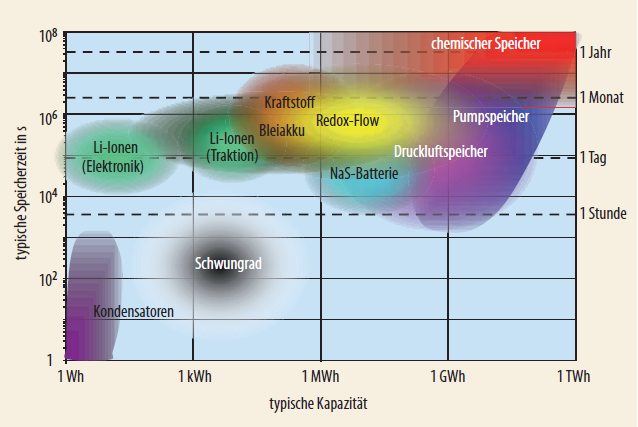 10⁸
chemischer Speicher
1 Jahr
Kraftstoff
1 Monat
10⁶
Li-Ionen
(Elektronik)
Li-Ionen
(Traktion)
Bleiakku
Redox-Flow
Pumpspeicher
Druckluftspeicher
1 Tag
NaS-Batterie
10⁴
1 Stunde
typische Speicherzeit in s
Schwungrad
10²
Kondensatoren
1
1 Wh
1 kWh
1 MWh
1 GWh
1 TWh
typische Kapazität